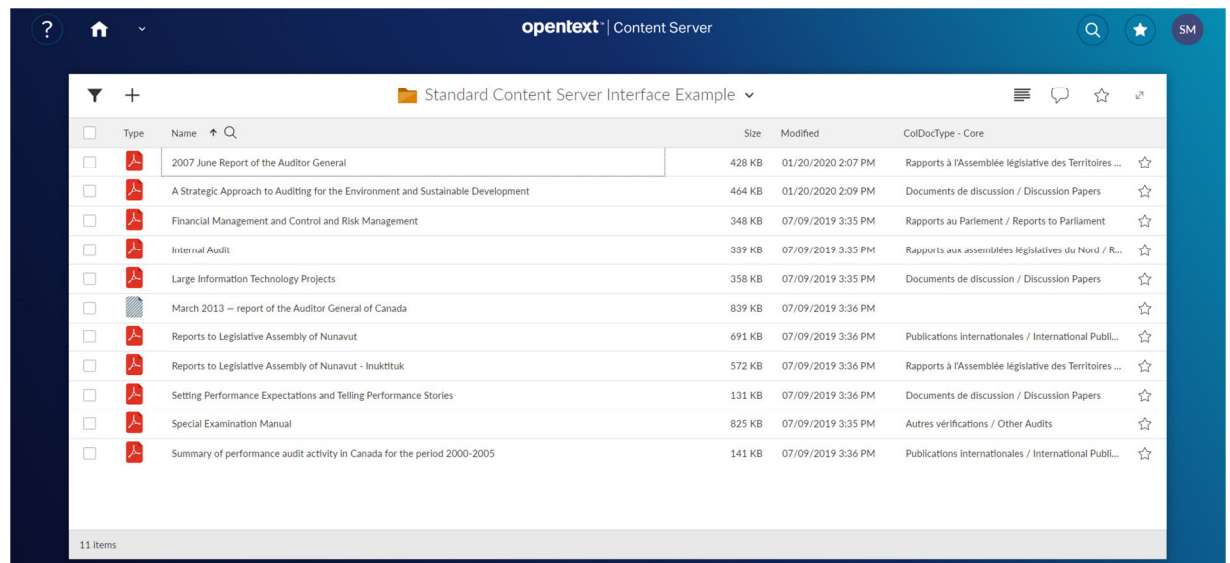 ?
opentext™ | Content Server
SM
Standard Content Server Interface Example
Type Name Size Modified ColDocType - Core
2007 June Report of the Auditor General 428 KB 01/20/2020 2:07 PM Rapports à l'Assemblée législative des Territoires ...
A Strategic Approach to Auditing for the Environment and Sustainable Development 464 KB 01/20/2020 2:09 PM Documents de discussion / Discussion Papers
Financial Management and Control and Risk Management 348 KB 07/09/2019 3:35 PM Rapports au Parlement / Reports to Parliament
Internal Audit 339 KB 07/09/2019 3:35 PM Rapports aux assemblées législatives du Nord / R...
Large Information Technology Projects 358 KB 07/09/2019 3:35 PM Documents de discussion / Discussion Papers
March 2013 — report of the Auditor General of Canada 839 KB 07/09/2019 3:36 PM
Reports to Legislative Assembly of Nunavut 691 KB 07/09/2019 3:36 PM Publications internationales / International Publi...
Reports to Legislative Assembly of Nunavut - Inuktituk 572 KB 07/09/2019 3:36 PM Rapports à l'Assemblée législative des Territoires ...
Setting Performance Expectations and Telling Performance Stories 131 KB 07/09/2019 3:36 PM Documents de discussion / Discussion Papers
Special Examination Manual 825 KB 07/09/2019 3:35 PM Autres vérifications / Other Audits
Summary of performance audit activity in Canada for the period 2000-2005 141 KB 07/09/2019 3:36 PM Publications internationales / International Publi...
11 items